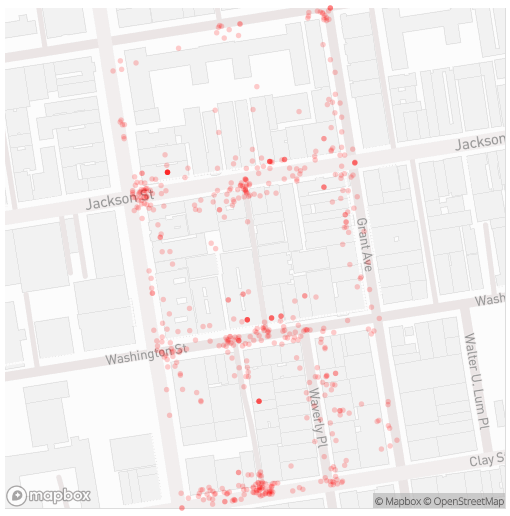 Jackson
Jackson St
Grant Ave
Wash
Washington St
Walter U. Lum Pl
Waverly Pl
Clay S
mapbox
© Mapbox © OpenStreetMap